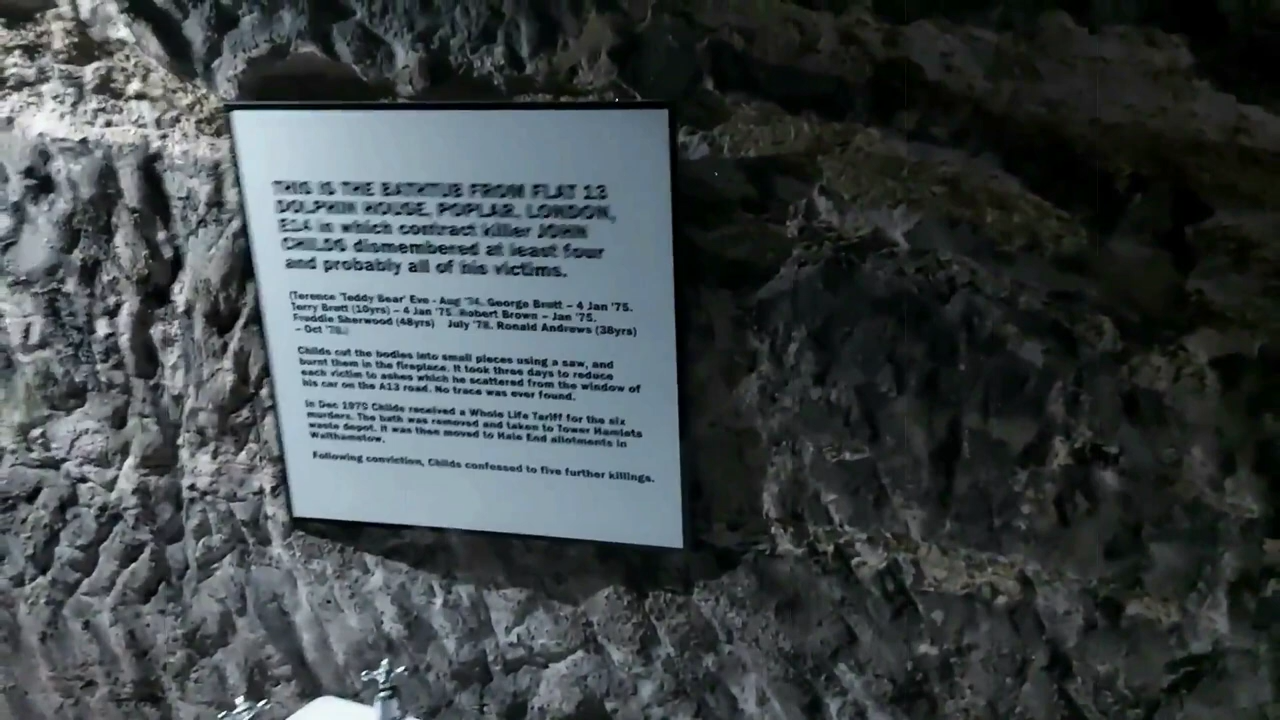 THIS IS THE BATHTUB FROM FLAT 13
DOLPHIN HOUSE, POPLAR, LONDON,
E14 in which contract killer JOHN
CHILDS dismembered at least four
and probably all of his victims.
(Terence 'Teddy Bear' Eve - Aug '74. George Brett – 4 Jan '75.
Terry Brett (10yrs) – 4 Jan '75. Robert Brown – Jan '75.
Freddie Sherwood (48yrs) July '78. Ronald Andrews (38yrs)
– Oct '78.)
Childs cut the bodies into small pieces using a saw, and
burnt them in the fireplace. It took three days to reduce
each victim to ashes which he scattered from the window of
his car on the A13 road. No trace was ever found.
In Dec 1979 Childs received a Whole Life Tariff for the six
murders. The bath was removed and taken to Tower Hamlets
waste depot. It was then moved to Hale End allotments in
Walthamstow.
Following conviction, Childs confessed to five further killings.